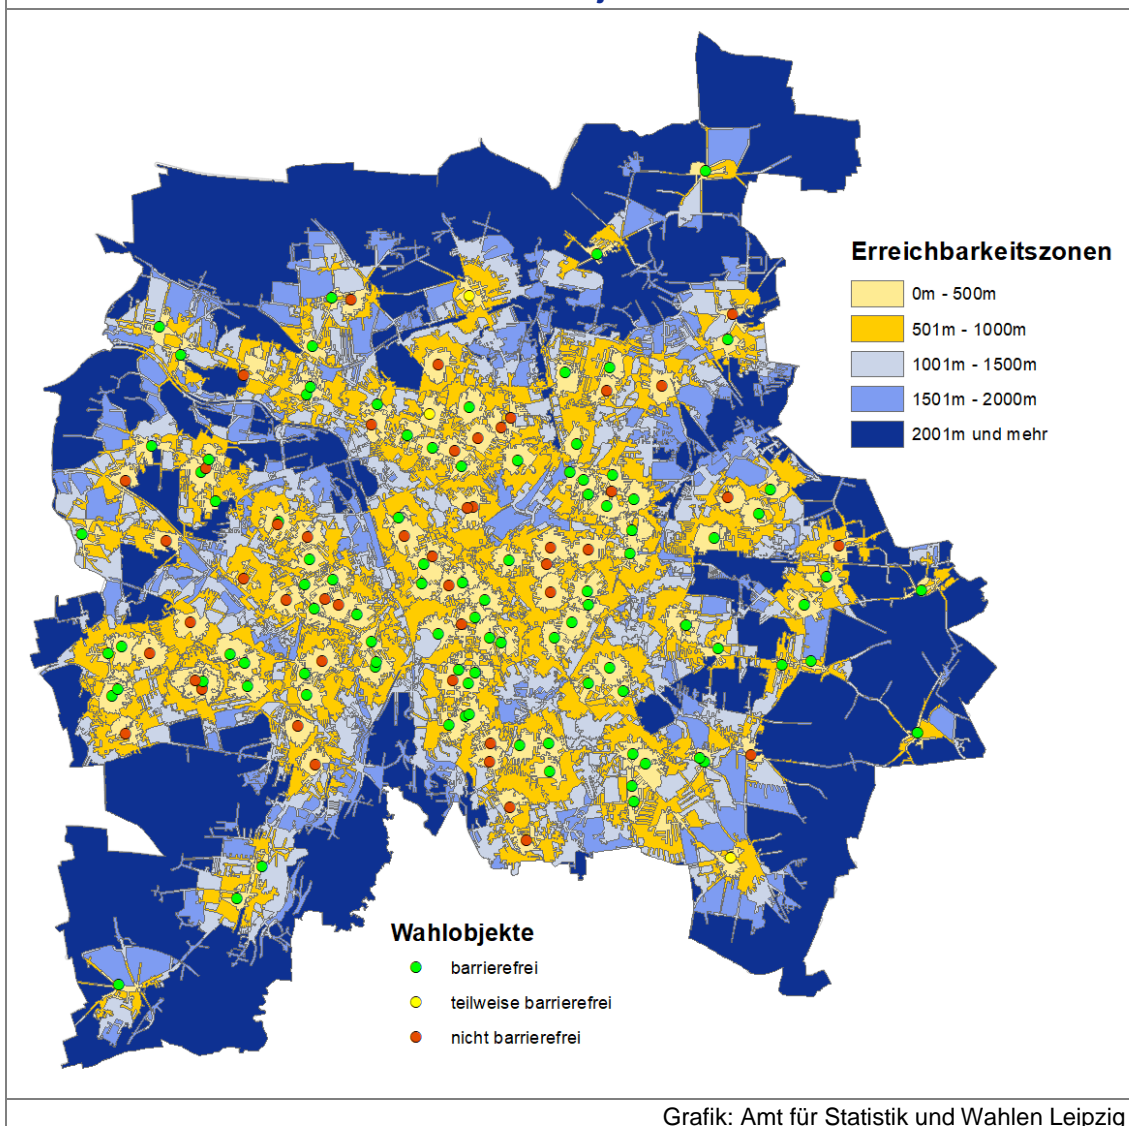 Erreichbarkeitszonen
0m - 500m
501m - 1000m
1001m - 1500m
1501m - 2000m
2001m und mehr
Wahlobjekte
barrierefrei
teilweise barrierefrei
nicht barrierefrei
Grafik: Amt für Statistik und Wahlen Leipzig